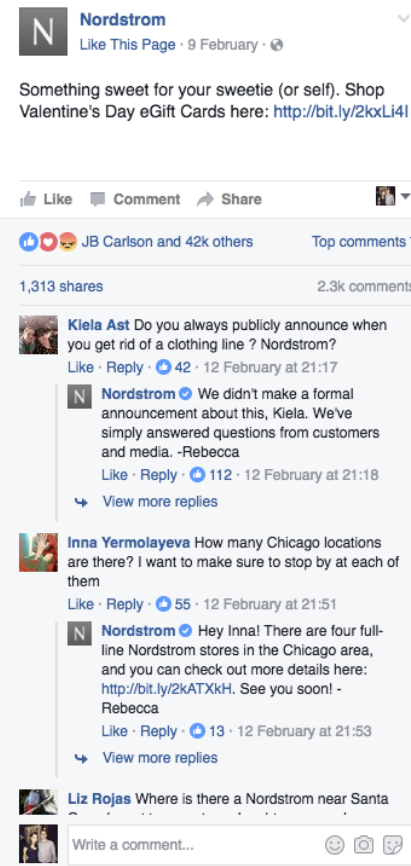 N
Nordstrom
Like This Page · 9 February ·
Something sweet for your sweetie (or self). Shop
Valentine's Day eGift Cards here: http://bit.ly/2kxLi4I
Like Comment Share
JB Carlson and 42k others Top comments
1,313 shares 2.3k comments
Kiela Ast Do you always publicly announce when
you get rid of a clothing line ? Nordstrom?
Like · Reply · 42 · 12 February at 21:17
N
Nordstrom We didn't make a formal
announcement about this, Kiela. We've
simply answered questions from customers
and media. -Rebecca
Like · Reply · 112 · 12 February at 21:18
View more replies
Inna Yermolayeva How many Chicago locations
are there? I want to make sure to stop by at each of
them
Like · Reply · 55 · 12 February at 21:51
N
Nordstrom Hey Inna! There are four full-
line Nordstrom stores in the Chicago area,
and you can check out more details here:
http://bit.ly/2kATXkH. See you soon! -
Rebecca
Like · Reply · 13 · 12 February at 21:53
View more replies
Liz Rojas Where is there a Nordstrom near Santa
Write a comment...